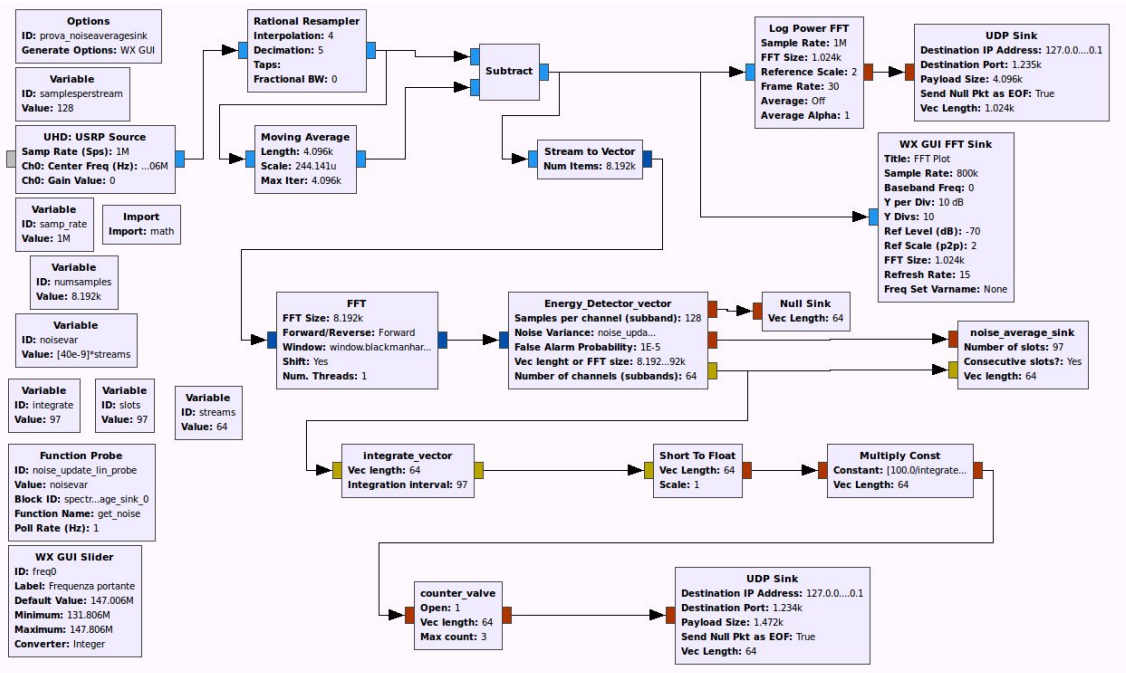 Options
ID: prova_noiseaveragesink
Generate Options: WX GUI
Variable
ID: samplesperstream
Value: 128
UHD: USRP Source
Samp Rate (Sps): 1M
Ch0: Center Freq (Hz): ...06M
Ch0: Gain Value: 0
Variable
ID: samp_rate
Value: 1M
Import
Import: math
Variable
ID: numsamples
Value: 8.192k
Variable
ID: noisevar
Value: [40e-9]*streams
Variable
ID: integrate
Value: 97
Variable
ID: slots
Value: 97
Variable
ID: streams
Value: 64
Function Probe
ID: noise_update_lin_probe
Value: noisevar
Block ID: spectr...age_sink_0
Function Name: get_noise
Poll Rate (Hz): 1
WX GUI Slider
ID: freq0
Label: Frequenza portante
Default Value: 147.006M
Minimum: 131.806M
Maximum: 147.806M
Converter: Integer
Rational Resampler
Interpolation: 4
Decimation: 5
Taps:
Fractional BW: 0
Moving Average
Length: 4.096k
Scale: 244.141u
Max Iter: 4.096k
Subtract
Stream to Vector
Num Items: 8.192k
Log Power FFT
Sample Rate: 1M
FFT Size: 1.024k
Reference Scale: 2
Frame Rate: 30
Average: Off
Average Alpha: 1
UDP Sink
Destination IP Address: 127.0.0....0.1
Destination Port: 1.235k
Payload Size: 4.096k
Send Null Pkt as EOF: True
Vec Length: 1.024k
WX GUI FFT Sink
Title: FFT Plot
Sample Rate: 800k
Baseband Freq: 0
Y per Div: 10 dB
Y Divs: 10
Ref Level (dB): -70
Ref Scale (p2p): 2
FFT Size: 1.024k
Refresh Rate: 15
Freq Set Varname: None
FFT
FFT Size: 8.192k
Forward/Reverse: Forward
Window: window.blackmanhar...
Shift: Yes
Num. Threads: 1
Energy_Detector_vector
Samples per channel (subband): 128
Noise Variance: noise_upda...
False Alarm Probability: 1E-5
Vec lenght or FFT size: 8.192...92k
Number of channels (subbands): 64
Null Sink
Vec Length: 64
noise_average_sink
Number of slots: 97
Consecutive slots?: Yes
Vec length: 64
integrate_vector
Vec length: 64
Integration interval: 97
Short To Float
Vec Length: 64
Scale: 1
Multiply Const
Constant: [100.0/integrate...
Vec Length: 64
counter_valve
Open: 1
Vec length: 64
Max count: 3
UDP Sink
Destination IP Address: 127.0.0....0.1
Destination Port: 1.234k
Payload Size: 1.472k
Send Null Pkt as EOF: True
Vec Length: 64